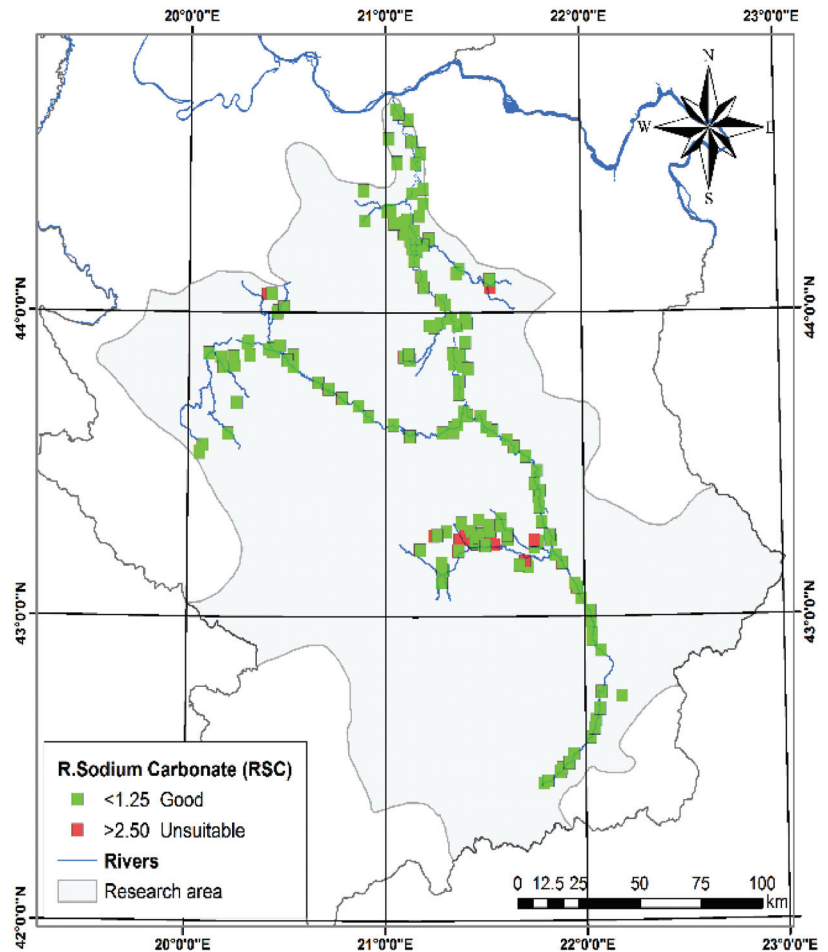 20°0'0"E 21°0'0"E 22°0'0"E 23°0'0"E
N
W E
S
44°0'0"N 44°0'0"N
43°0'0"N 43°0'0"N
R.Sodium Carbonate (RSC)
<1.25 Good
>2.50 Unsuitable
Rivers
Research area
0 12.5 25 50 75 100
km
42°0'0"N 42°0'0"N
20°0'0"E 21°0'0"E 22°0'0"E 23°0'0"E